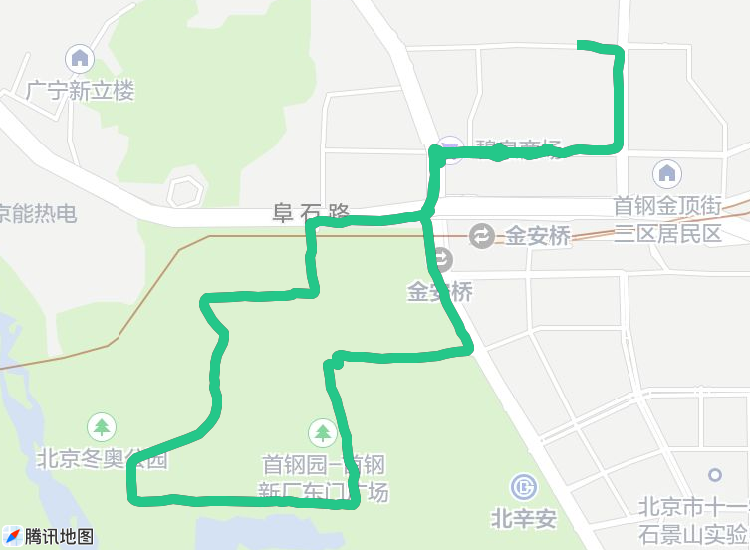 广宁新立楼
碧泉商场
首钢金顶街
三区居民区
京能热电
阜石路
金安桥
金安桥
北京冬奥公园
首钢园-首钢
新厂东门广场
北辛安
北京市十一
石景山实验
腾讯地图